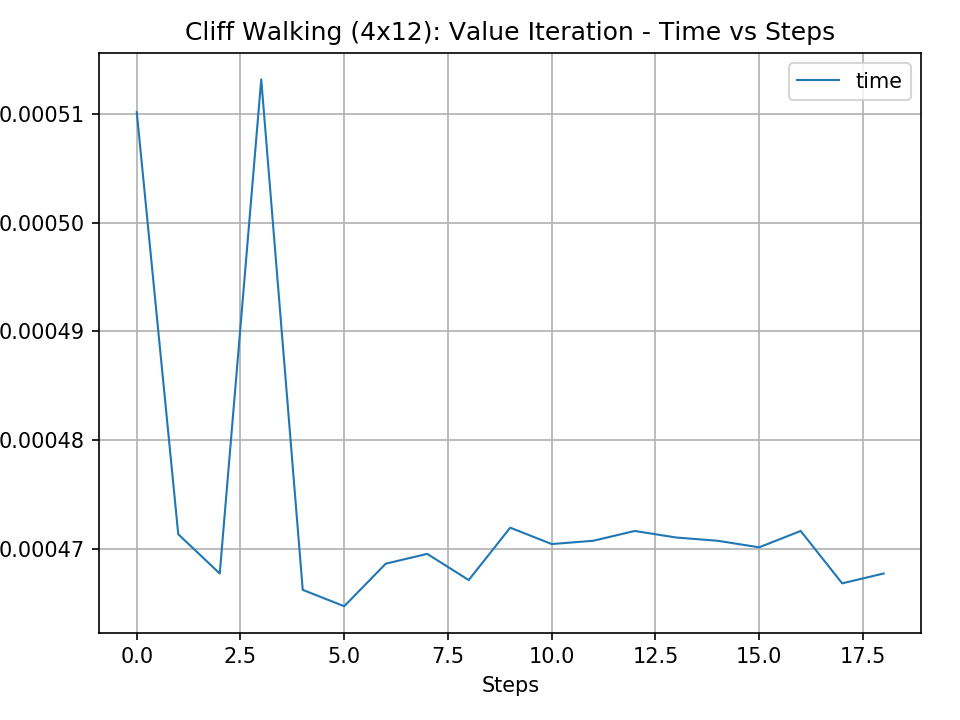 Cliff Walking (4x12): Value Iteration - Time vs Steps
time
0.00051
0.00050
0.00049
0.00048
0.00047
0.0 2.5 5.0 7.5 10.0 12.5 15.0 17.5
Steps